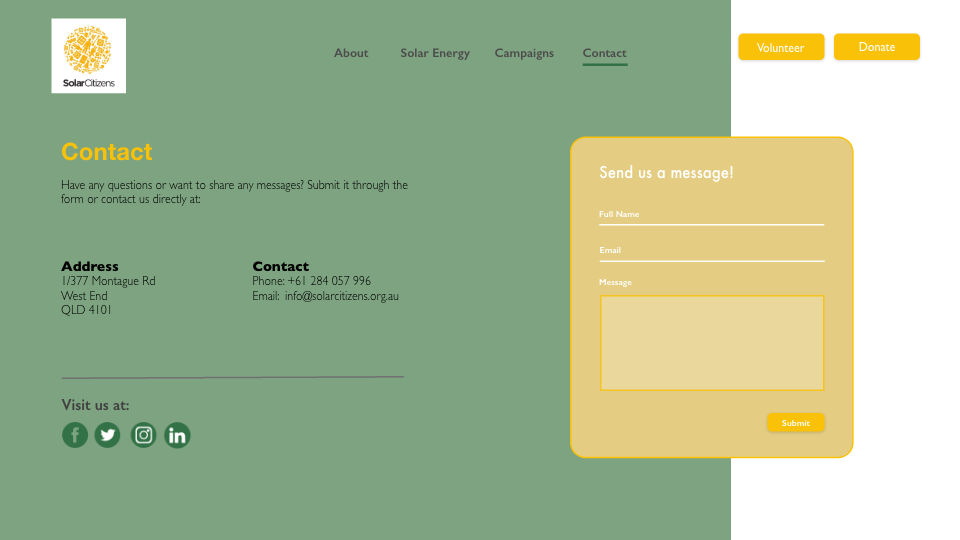 SolarCitizens
About
Solar Energy
Campaigns
Contact
Volunteer
Donate
Contact
Have any questions or want to share any messages? Submit it through the
form or contact us directly at:
Address
1/377 Montague Rd
West End
QLD 4101
Contact
Phone: +61 284 057 996
Email: info@solarcitizens.org.au
Visit us at:
Send us a message!
Full Name
Email
Message
Submit